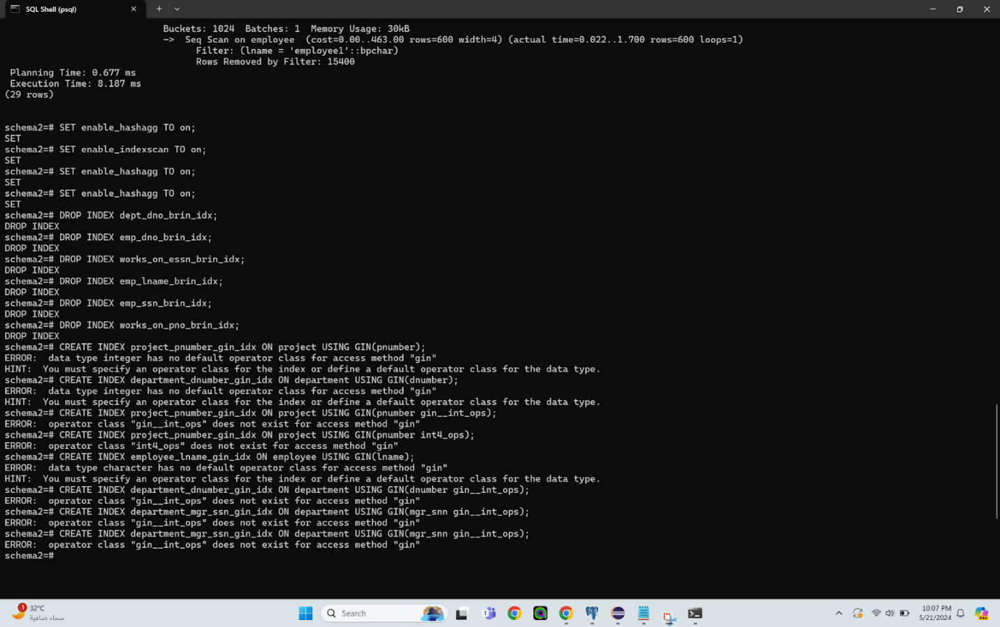 SQL Shell (psql)
Buckets: 1024  Batches: 1  Memory Usage: 30kB
->  Seq Scan on employee  (cost=0.00..463.00 rows=600 width=4) (actual time=0.022..1.700 rows=600 loops=1)
Filter: (lname = 'employee1'::bpchar)
Rows Removed by Filter: 15400
Planning Time: 0.677 ms
Execution Time: 8.187 ms
(29 rows)
schema2=# SET enable_hashagg TO on;
SET
schema2=# SET enable_indexscan TO on;
SET
schema2=# SET enable_hashagg TO on;
SET
schema2=# SET enable_hashagg TO on;
SET
schema2=# DROP INDEX dept_dno_brin_idx;
DROP INDEX
schema2=# DROP INDEX emp_dno_brin_idx;
DROP INDEX
schema2=# DROP INDEX works_on_essn_brin_idx;
DROP INDEX
schema2=# DROP INDEX emp_lname_brin_idx;
DROP INDEX
schema2=# DROP INDEX emp_ssn_brin_idx;
DROP INDEX
schema2=# DROP INDEX works_on_pno_brin_idx;
DROP INDEX
schema2=# CREATE INDEX project_pnumber_gin_idx ON project USING GIN(pnumber);
ERROR:  data type integer has no default operator class for access method "gin"
HINT:  You must specify an operator class for the index or define a default operator class for the data type.
schema2=# CREATE INDEX department_dnumber_gin_idx ON department USING GIN(dnumber);
ERROR:  data type integer has no default operator class for access method "gin"
HINT:  You must specify an operator class for the index or define a default operator class for the data type.
schema2=# CREATE INDEX project_pnumber_gin_idx ON project USING GIN(pnumber gin__int_ops);
ERROR:  operator class "gin__int_ops" does not exist for access method "gin"
schema2=# CREATE INDEX project_pnumber_gin_idx ON project USING GIN(pnumber int4_ops);
ERROR:  operator class "int4_ops" does not exist for access method "gin"
schema2=# CREATE INDEX employee_lname_gin_idx ON employee USING GIN(lname);
ERROR:  data type character has no default operator class for access method "gin"
HINT:  You must specify an operator class for the index or define a default operator class for the data type.
schema2=# CREATE INDEX department_dnumber_gin_idx ON department USING GIN(dnumber gin__int_ops);
ERROR:  operator class "gin__int_ops" does not exist for access method "gin"
schema2=# CREATE INDEX department_mgr_ssn_gin_idx ON department USING GIN(mgr_snn gin__int_ops);
ERROR:  operator class "gin__int_ops" does not exist for access method "gin"
schema2=# CREATE INDEX department_mgr_ssn_gin_idx ON department USING GIN(mgr_snn gin__int_ops);
ERROR:  operator class "gin__int_ops" does not exist for access method "gin"
schema2=#
1
32°C
سماء صافية
Search
10:07 PM
5/21/2024